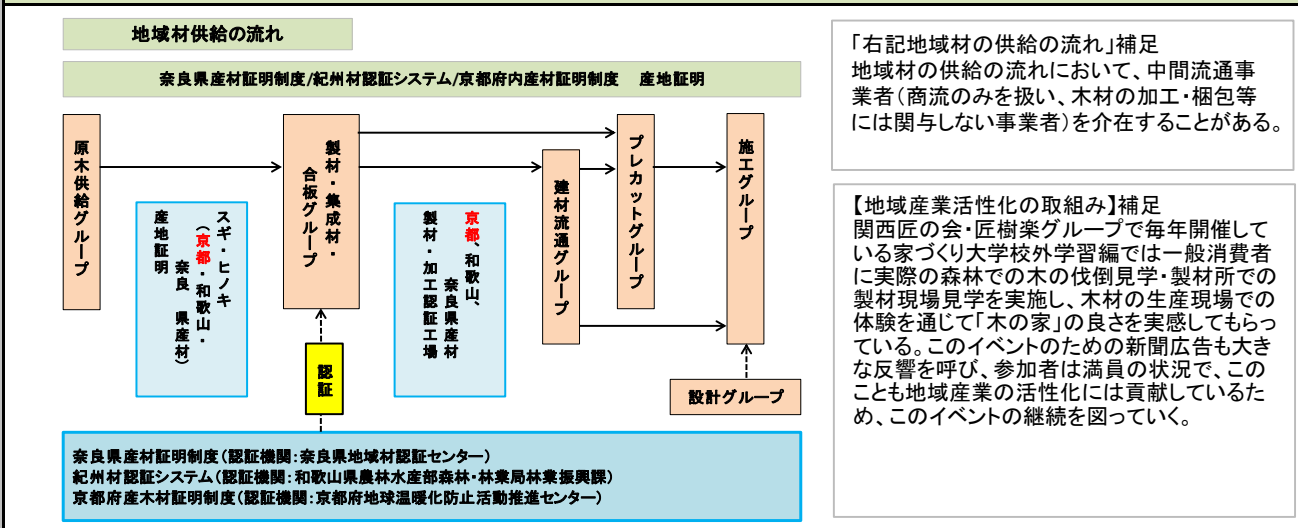 地域材供給の流れ
奈良県産材証明制度/紀州材認証システム/京都府内産材証明制度　産地証明
原木供給グループ
スギ・ヒノキ
（京都・和歌山・
奈良　県産材）
産地証明
製材・集成材・
合板グループ
認証
京都、和歌山、
奈良県産材
製材・加工認証工場
建材流通グループ
プレカットグループ
施工グループ
設計グループ
奈良県産材証明制度（認証機関：奈良県地域材認証センター）
紀州材認証システム（認証機関：和歌山県農林水産部森林・林業局林業振興課）
京都府産木材証明制度（認証機関：京都府地球温暖化防止活動推進センター）
「右記地域材の供給の流れ」補足
地域材の供給の流れにおいて、中間流通事
業者（商流のみを扱い、木材の加工・梱包等
には関与しない事業者）を介在することがある。
【地域産業活性化の取組み】補足
関西匠の会・匠樹楽グループで毎年開催して
いる家づくり大学校外学習編では一般消費者
に実際の森林での木の伐倒見学・製材所での
製材現場見学を実施し、木材の生産現場での
体験を通じて「木の家」の良さを実感してもらっ
ている。このイベントのための新聞広告も大き
な反響を呼び、参加者は満員の状況で、この
ことも地域産業の活性化には貢献しているた
め、このイベントの継続を図っていく。